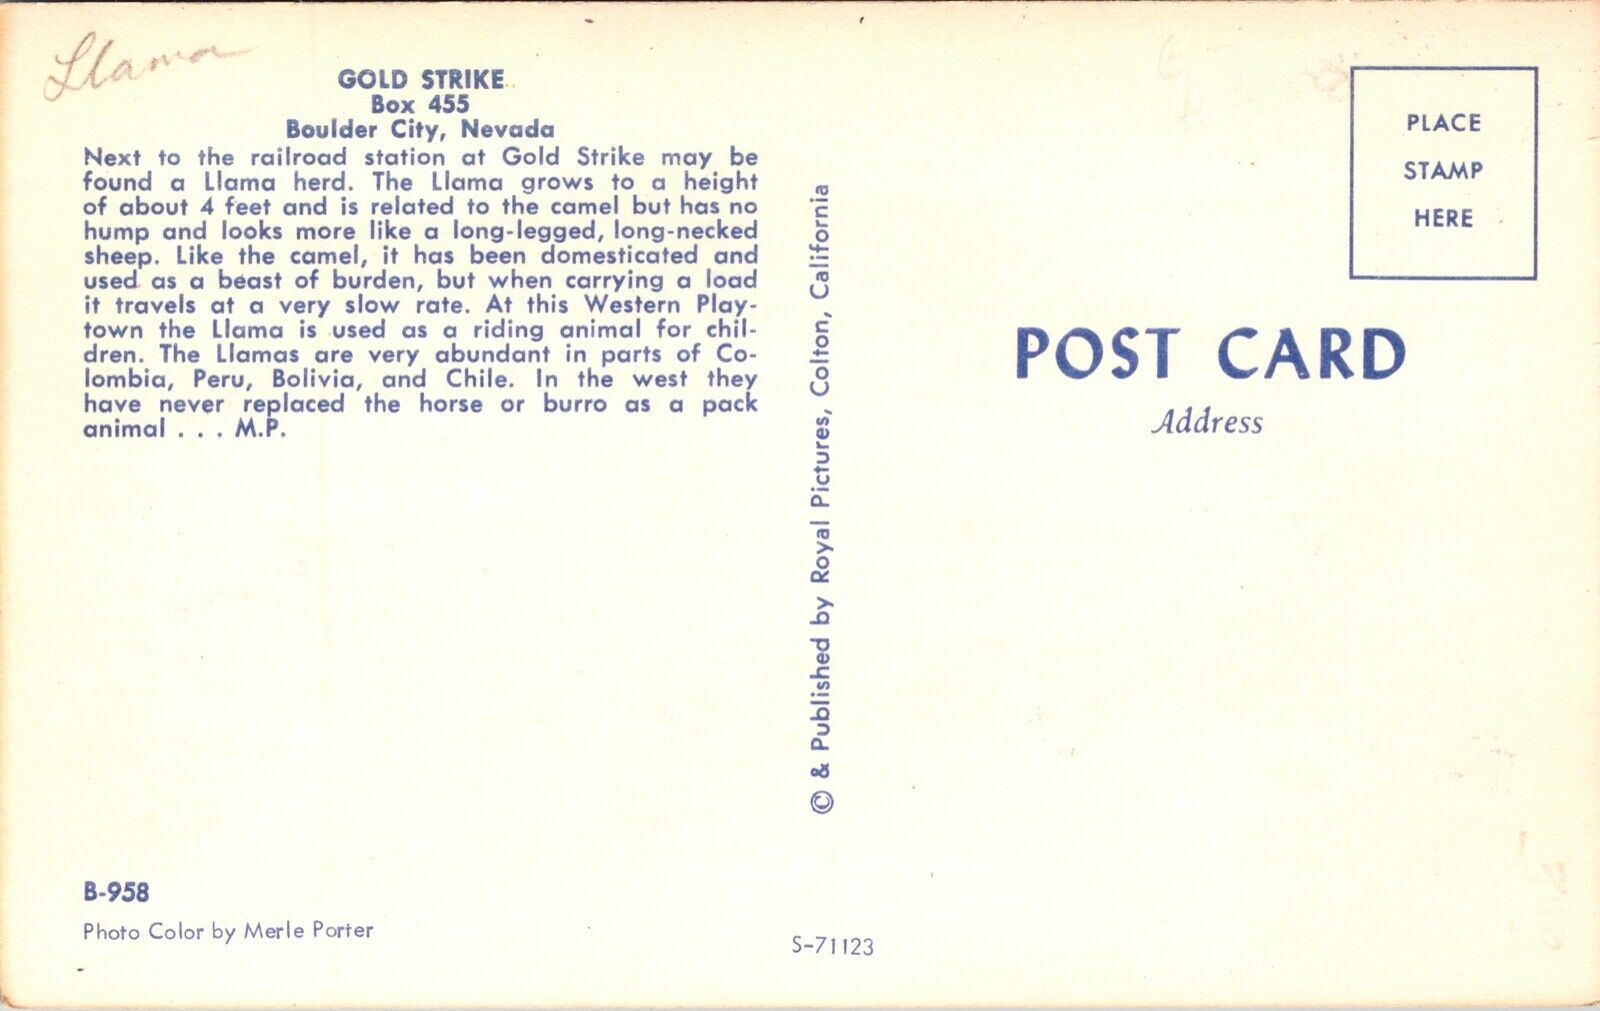 Llama
GOLD STRIKE
Box 455
Boulder City, Nevada
Next to the railroad station at Gold Strike may be
found a Llama herd. The Llama grows to a height
of about 4 feet and is related to the camel but has no
hump and looks more like a long-legged, long-necked
sheep. Like the camel, it has been domesticated and
used as a beast of burden, but when carrying a load
it travels at a very slow rate. At this Western Play-
town the Llama is used as a riding animal for chil-
dren. The Llamas are very abundant in parts of Co-
lombia, Peru, Bolivia, and Chile. In the west they
have never replaced the horse or burro as a pack
animal . . . M.P.
B-958
Photo Color by Merle Porter
© & Published by Royal Pictures, Colton, California
S-71123
PLACE
STAMP
HERE
POST CARD
Address